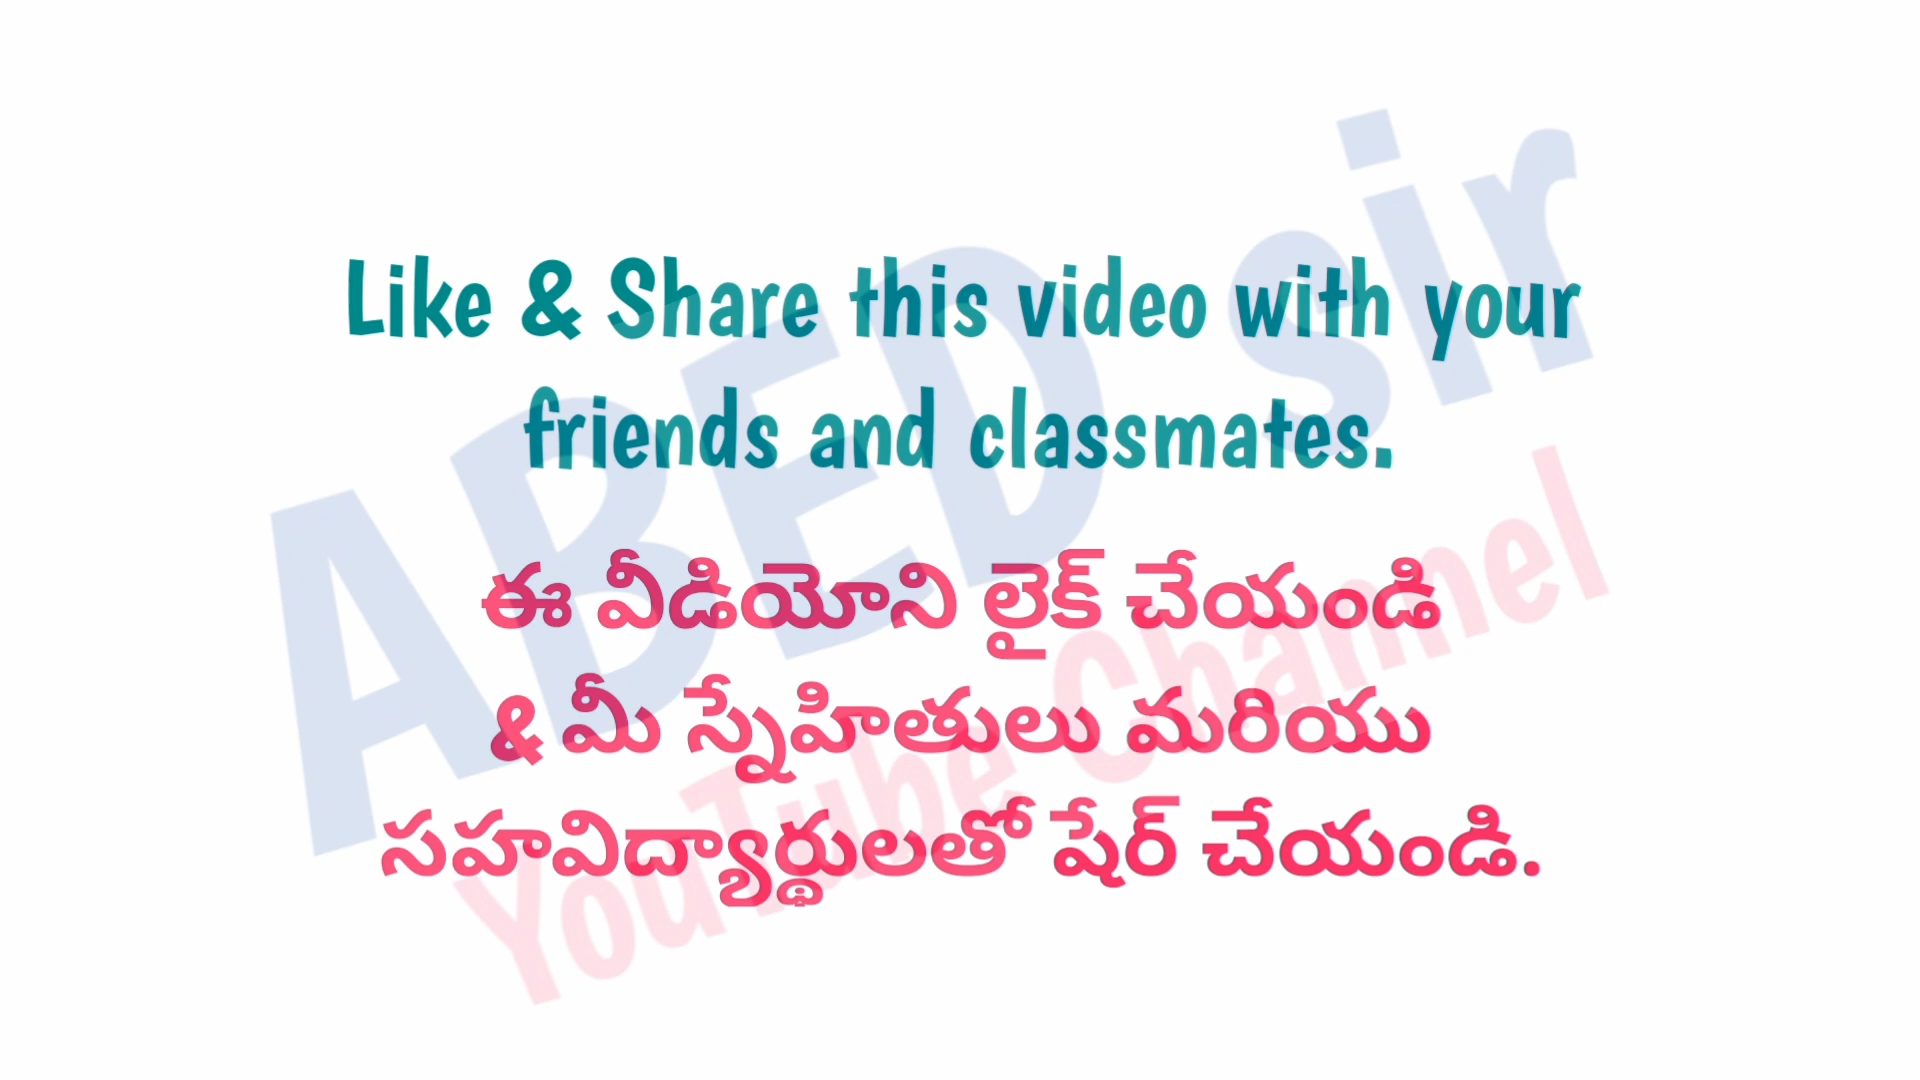 Like & Share this video with your
friends and classmates.
ఈ వీడియోని లైక్ చేయండి
& మీ స్నేహితులు మరియు
సహవిద్యార్థులతో షేర్ చేయండి.
ABED sir
YouTube Channel